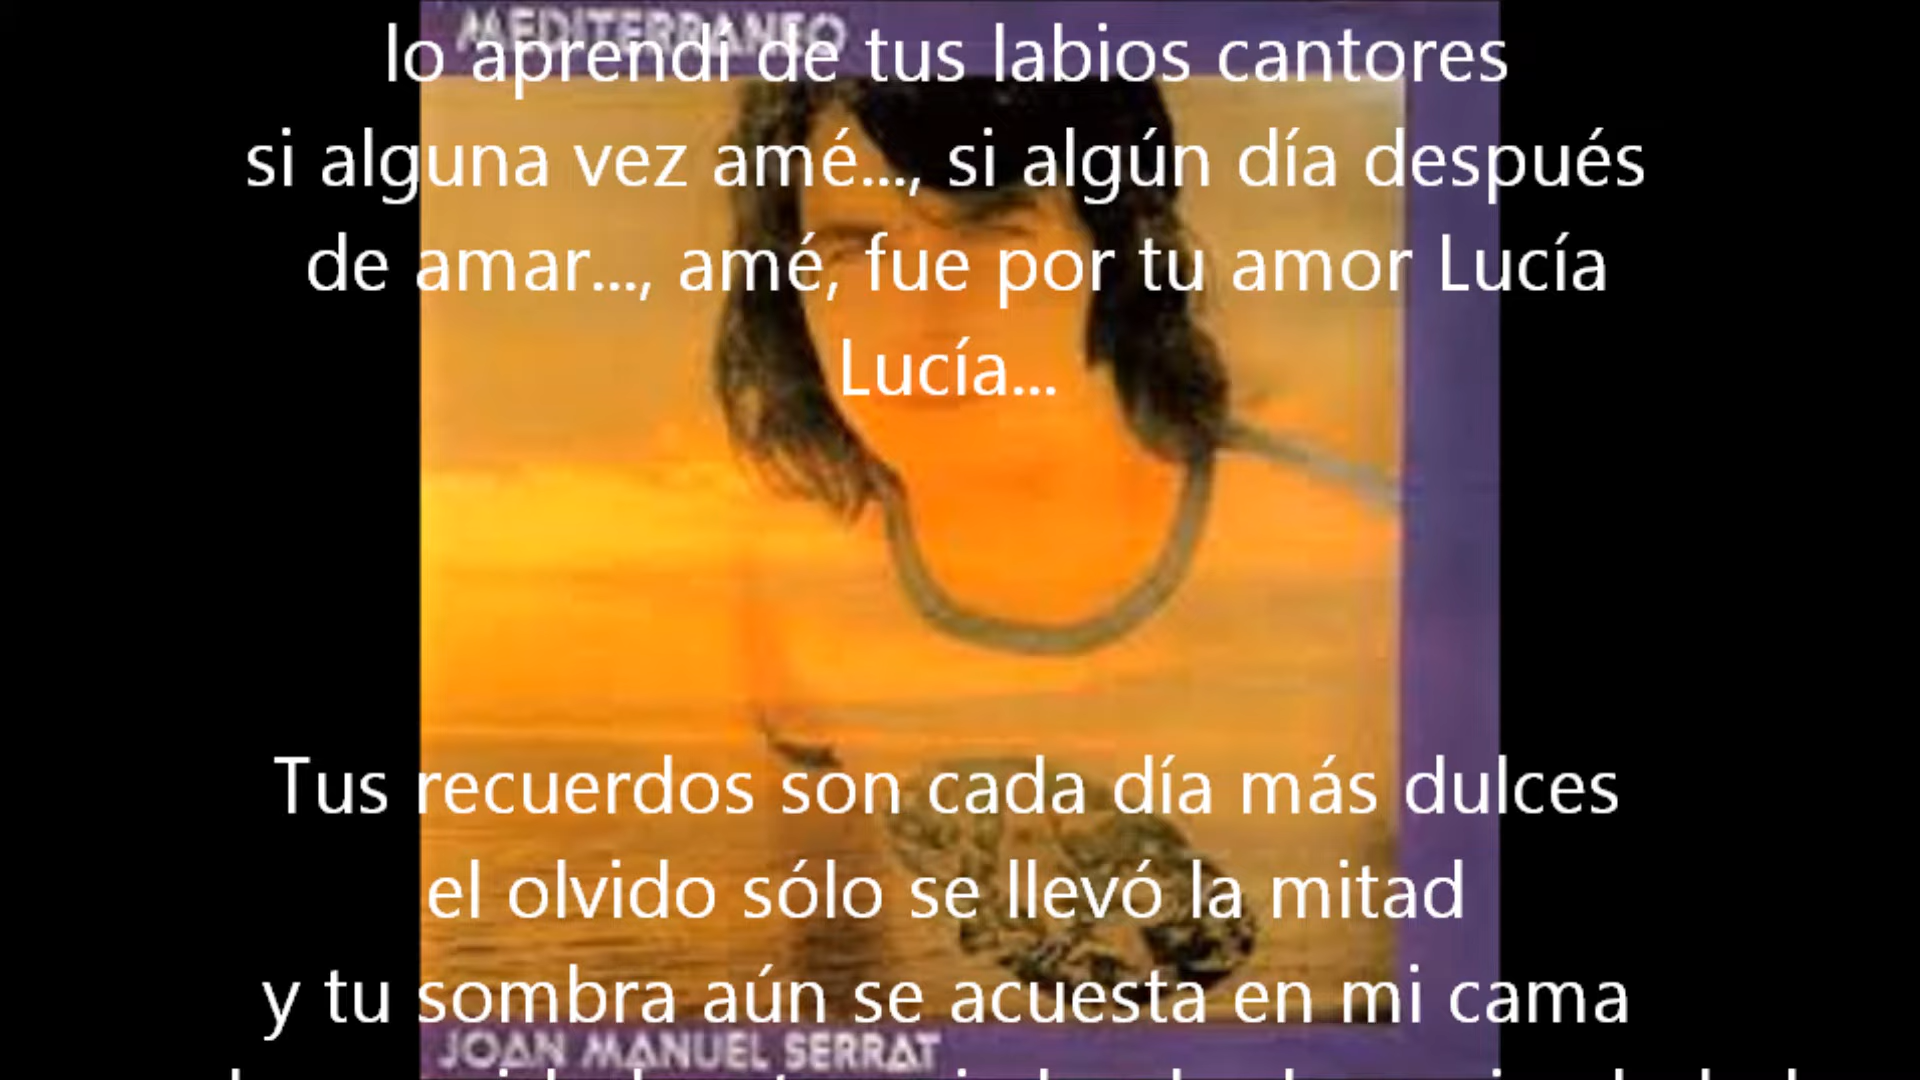 MEDITERRANEO
lo aprendí de tus labios cantores
si alguna vez amé..., si algún día después
de amar..., amé, fue por tu amor Lucía
Lucía...
Tus recuerdos son cada día más dulces
el olvido sólo se llevó la mitad
y tu sombra aún se acuesta en mi cama
JOAN MANUEL SERRAT